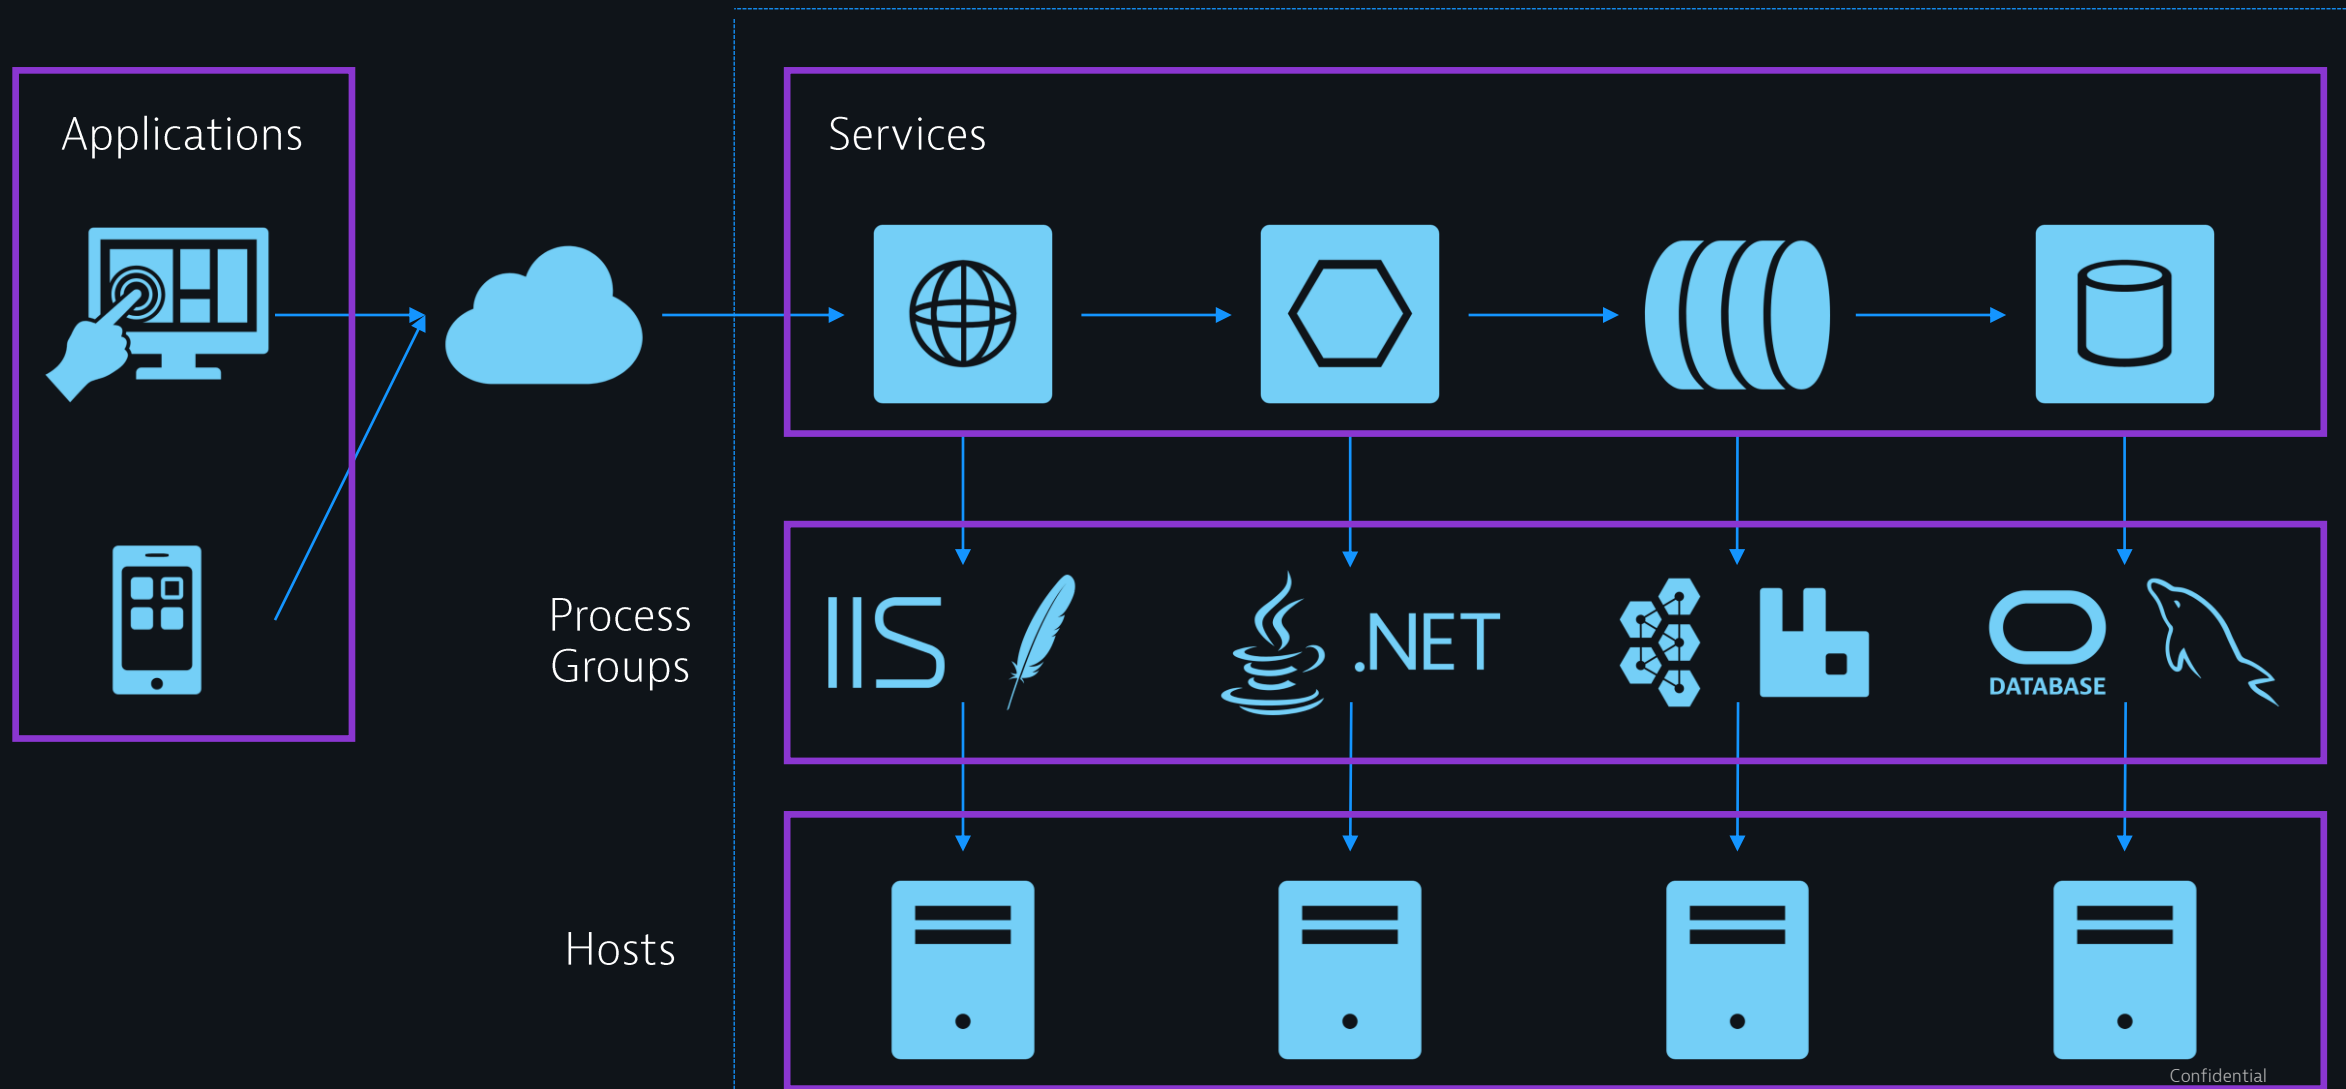 Applications
Services
Process
Groups
IIS
.NET
DATABASE
Hosts
Confidential